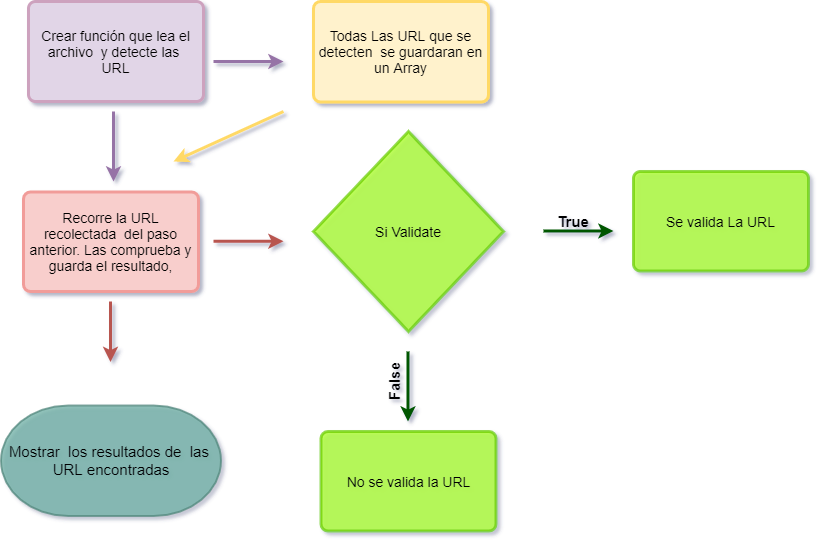 Crear función que lea el
archivo y detecte las
URL
Todas Las URL que se
detecten se guardaran en
un Array
Recorre la URL
recolectada del paso
anterior. Las comprueba y
guarda el resultado,
Si Validate
True
Se valida La URL
False
Mostrar los resultados de las
URL encontradas
No se valida la URL